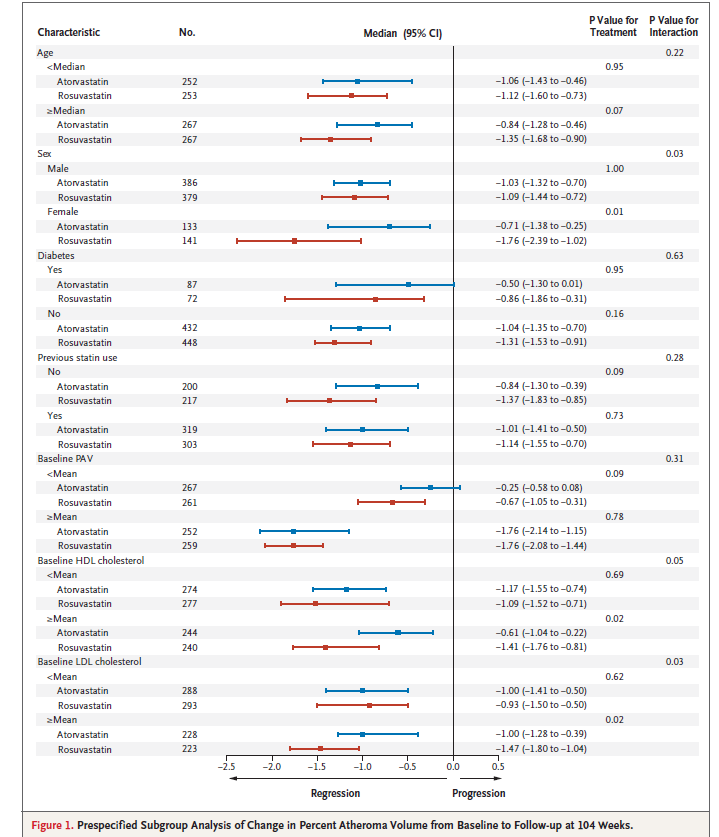 Characteristic No. Median (95% CI) P Value for Treatment P Value for Interaction
Age 0.22
<Median 0.95
Atorvastatin 252 −1.06 (−1.43 to −0.46)
Rosuvastatin 253 −1.12 (−1.60 to −0.73)
≥Median 0.07
Atorvastatin 267 −0.84 (−1.28 to −0.46)
Rosuvastatin 267 −1.35 (−1.68 to −0.90)
Sex 0.03
Male 1.00
Atorvastatin 386 −1.03 (−1.32 to −0.70)
Rosuvastatin 379 −1.09 (−1.44 to −0.72)
Female 0.01
Atorvastatin 133 −0.71 (−1.38 to −0.25)
Rosuvastatin 141 −1.76 (−2.39 to −1.02)
Diabetes 0.63
Yes 0.95
Atorvastatin 87 −0.50 (−1.30 to 0.01)
Rosuvastatin 72 −0.86 (−1.86 to −0.31)
No 0.16
Atorvastatin 432 −1.04 (−1.35 to −0.70)
Rosuvastatin 448 −1.31 (−1.53 to −0.91)
Previous statin use 0.28
No 0.09
Atorvastatin 200 −0.84 (−1.30 to −0.39)
Rosuvastatin 217 −1.37 (−1.83 to −0.85)
Yes 0.73
Atorvastatin 319 −1.01 (−1.41 to −0.50)
Rosuvastatin 303 −1.14 (−1.55 to −0.70)
Baseline PAV 0.31
<Mean 0.09
Atorvastatin 267 −0.25 (−0.58 to 0.08)
Rosuvastatin 261 −0.67 (−1.05 to −0.31)
≥Mean 0.78
Atorvastatin 252 −1.76 (−2.14 to −1.15)
Rosuvastatin 259 −1.76 (−2.08 to −1.44)
Baseline HDL cholesterol 0.05
<Mean 0.69
Atorvastatin 274 −1.17 (−1.55 to −0.74)
Rosuvastatin 277 −1.09 (−1.52 to −0.71)
≥Mean 0.02
Atorvastatin 244 −0.61 (−1.04 to −0.22)
Rosuvastatin 240 −1.41 (−1.76 to −0.81)
Baseline LDL cholesterol 0.03
<Mean 0.62
Atorvastatin 288 −1.00 (−1.41 to −0.50)
Rosuvastatin 293 −0.93 (−1.50 to −0.50)
≥Mean 0.02
Atorvastatin 228 −1.00 (−1.28 to −0.39)
Rosuvastatin 223 −1.47 (−1.80 to −1.04)
−2.5 −2.0 −1.5 −1.0 −0.5 0.0 0.5
Regression Progression
Figure 1. Prespecified Subgroup Analysis of Change in Percent Atheroma Volume from Baseline to Follow-up at 104 Weeks.